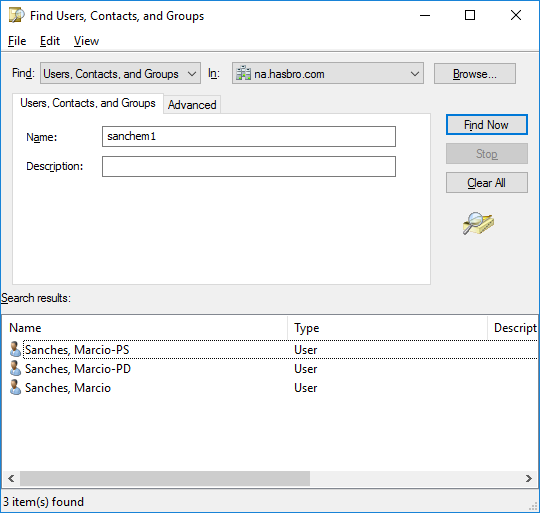 Find Users, Contacts, and Groups
File Edit View
Find: Users, Contacts, and Groups In: na.hasbro.com Browse...
Users, Contacts, and Groups Advanced
Name: sanchem1
Description:
Find Now
Stop
Clear All
Search results:
Name Type Descript
Sanches, Marcio-PS User
Sanches, Marcio-PD User
Sanches, Marcio User
3 item(s) found